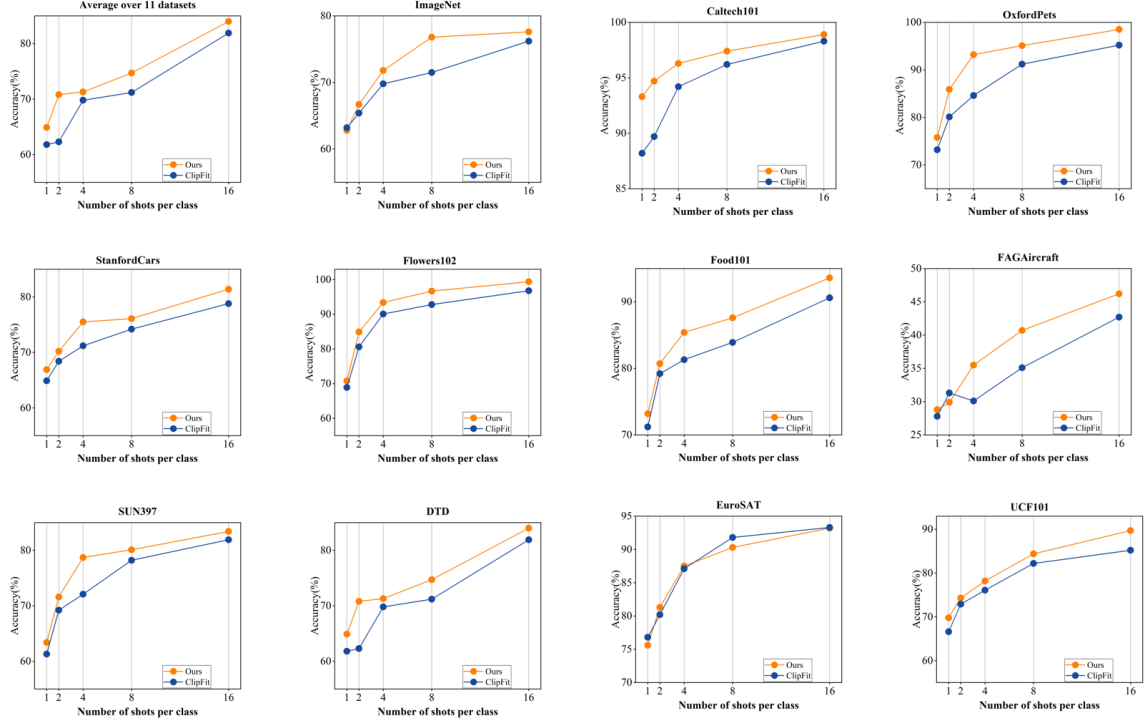 Average over 11 datasets
80
70
60
Accuracy(%)
Ours
ClipFit
1 2 4 8 16
Number of shots per class
ImageNet
80
70
60
Accuracy(%)
Ours
ClipFit
1 2 4 8 16
Number of shots per class
Caltech101
100
95
90
85
Accuracy(%)
Ours
ClipFit
1 2 4 8 16
Number of shots per class
OxfordPets
100
90
80
70
Accuracy(%)
Ours
ClipFit
1 2 4 8 16
Number of shots per class
StanfordCars
80
70
60
Accuracy(%)
Ours
ClipFit
1 2 4 8 16
Number of shots per class
Flowers102
100
90
80
70
60
Accuracy(%)
Ours
ClipFit
1 2 4 8 16
Number of shots per class
Food101
90
80
70
Accuracy(%)
Ours
ClipFit
1 2 4 8 16
Number of shots per class
FAGAircraft
50
45
40
35
30
25
Accuracy(%)
Ours
ClipFit
1 2 4 8 16
Number of shots per class
SUN397
80
70
60
Accuracy(%)
Ours
ClipFit
1 2 4 8 16
Number of shots per class
DTD
80
70
60
Accuracy(%)
Ours
ClipFit
1 2 4 8 16
Number of shots per class
EuroSAT
95
90
85
80
75
70
Accuracy(%)
Ours
ClipFit
1 2 4 8 16
Number of shots per class
UCF101
90
80
70
60
Accuracy(%)
Ours
ClipFit
1 2 4 8 16
Number of shots per class